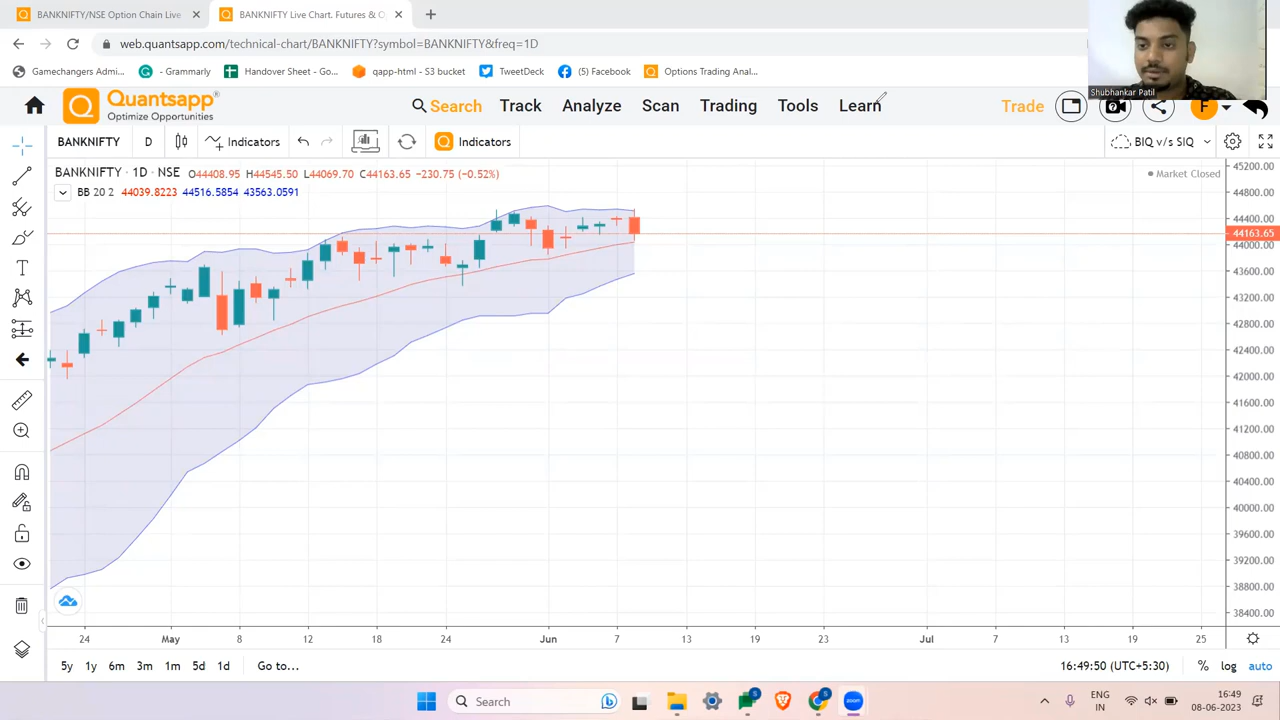 BANKNIFTY/NSE Option Chain Live
BANKNIFTY Live Chart. Futures & O
web.quantsapp.com/technical-chart/BANKNIFTY?symbol=BANKNIFTY&freq=1D
Gamechangers Admi... - Grammarly Handover Sheet - Go... qapp-html - S3 bucket TweetDeck (5) Facebook Options Trading Anal...
Shubhankar Patil
Quantsapp
Optimize Opportunities
Search Track Analyze Scan Trading Tools Learn Trade F
BANKNIFTY D Indicators Indicators BIQ v/s SIQ
BANKNIFTY · 1D · NSE O44408.95 H44545.50 L44069.70 C44163.65 −230.75 (−0.52%)
Market Closed
BB 20 2 44039.8223 44516.5854 43563.0591
45200.00
44800.00
44400.00
44163.65
44000.00
43600.00
43200.00
42800.00
42400.00
42000.00
41600.00
41200.00
40800.00
40400.00
40000.00
39600.00
39200.00
38800.00
38400.00
24 May 8 12 18 24 Jun 7 13 19 23 Jul 7 13 19 25
5y 1y 6m 3m 1m 5d 1d Go to... 16:49:50 (UTC+5:30) % log auto
Search 5 5 ENG IN 16:49 08-06-2023